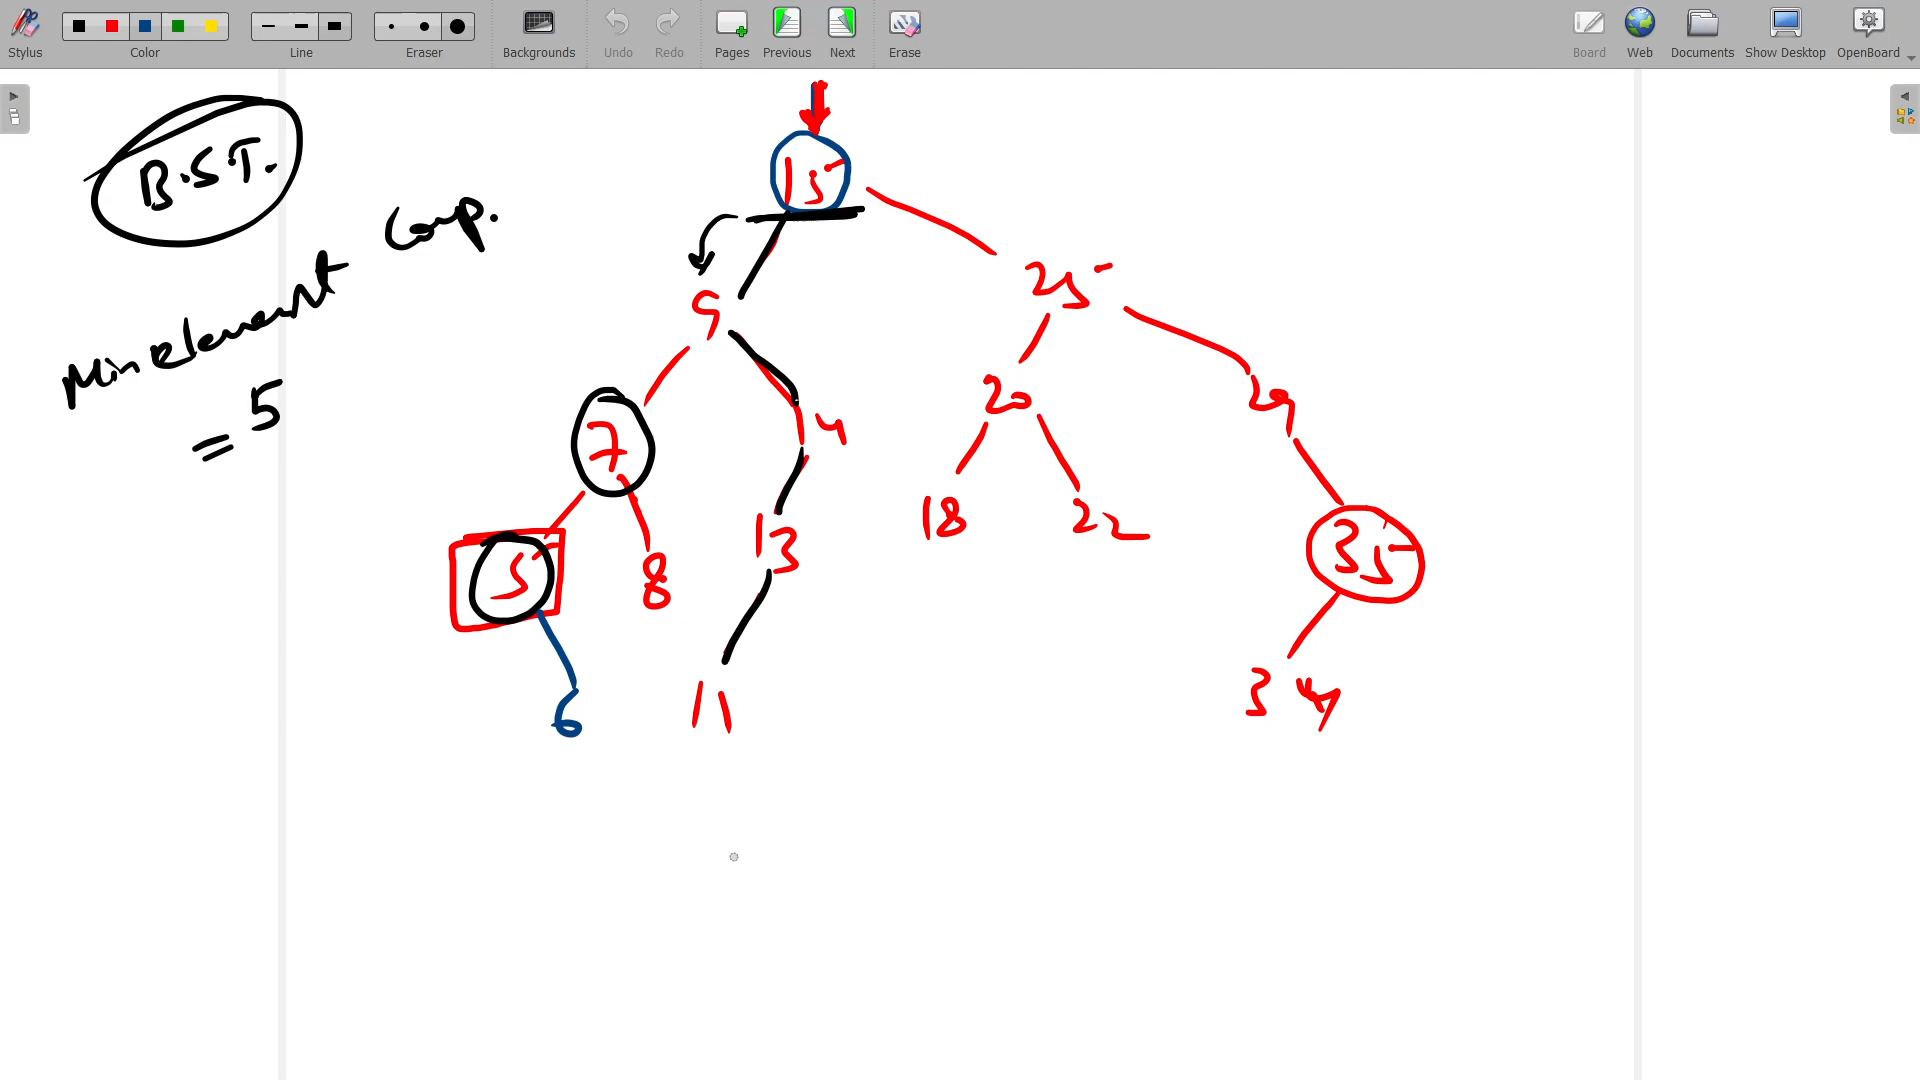 Stylus Color Line Eraser Backgrounds Undo Redo Pages Previous Next Erase Board Web Documents Show Desktop OpenBoard
B.S.T.
15
Min element Comp.
= 5
9 25
7 14 20 29
5 8 13 18 22 35
6 11 34